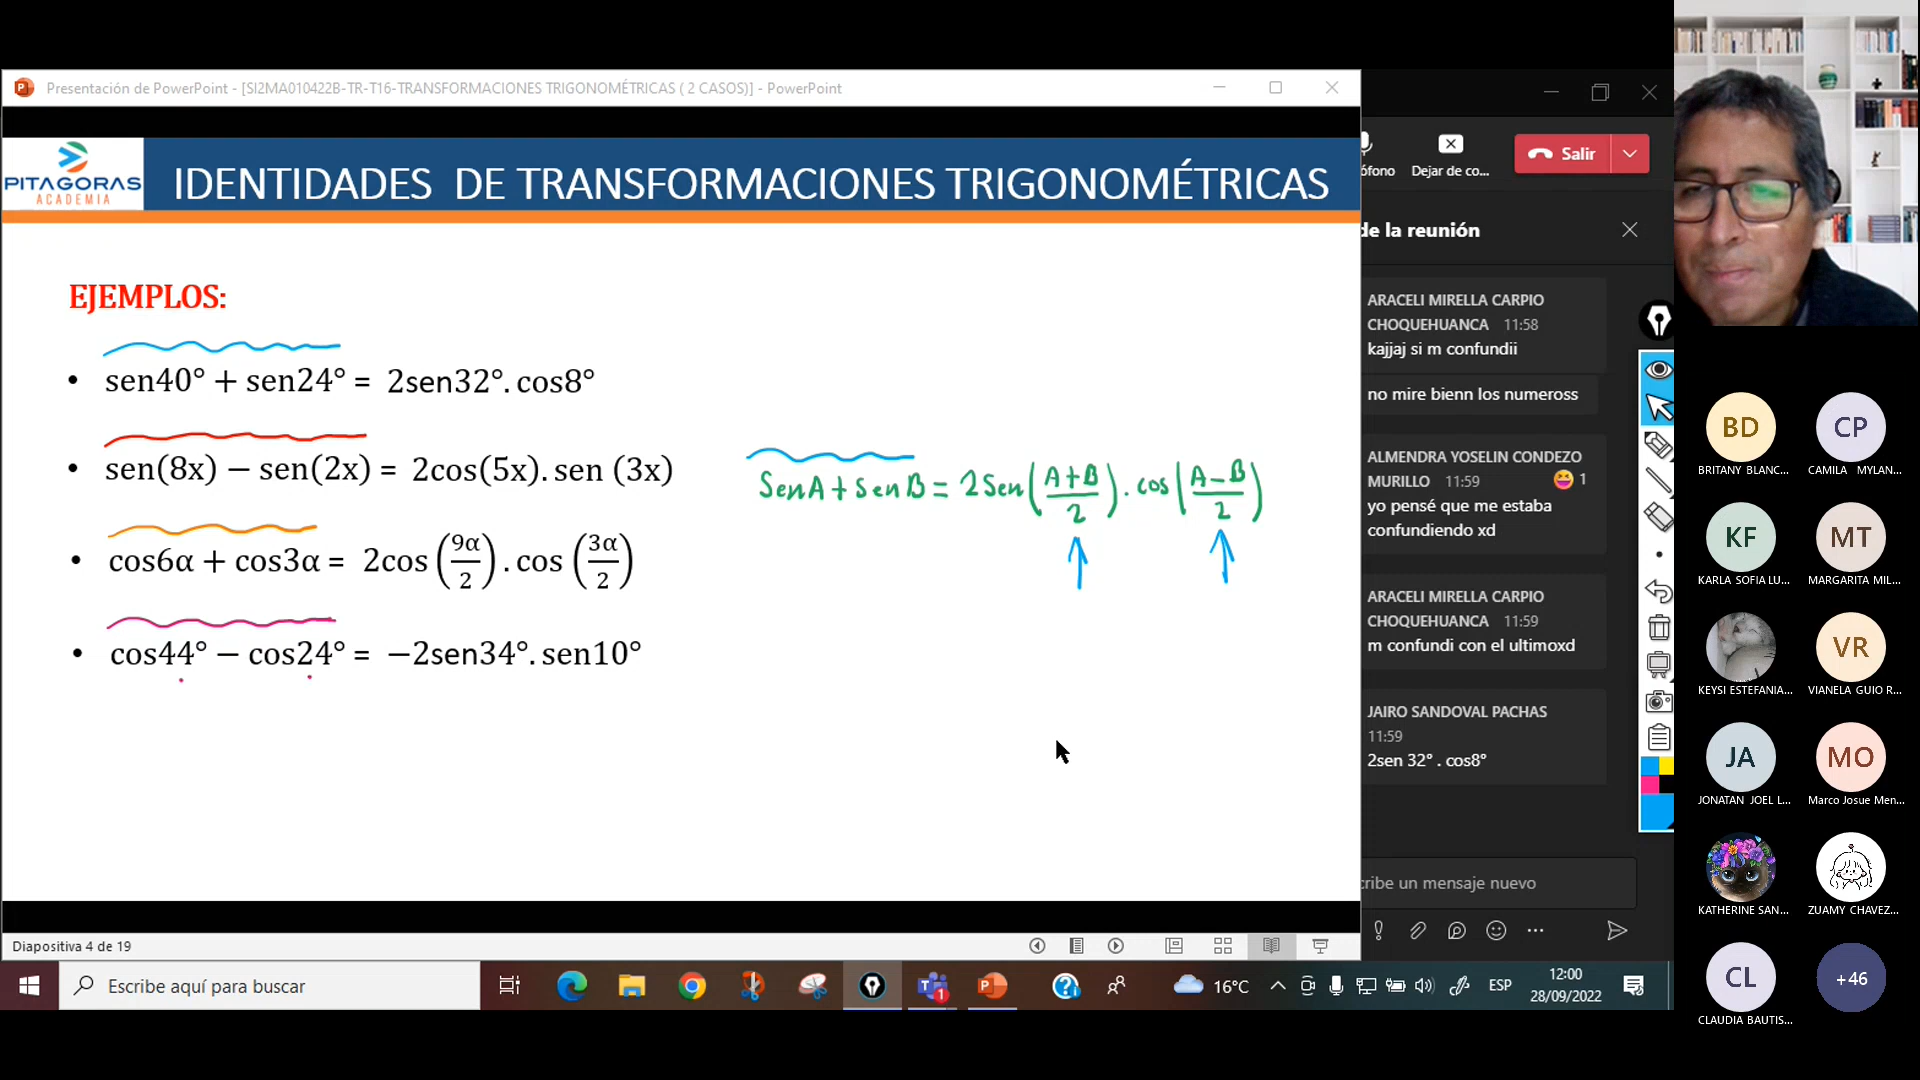 Presentación de PowerPoint - [SI2MA010422B-TR-T16-TRANSFORMACIONES TRIGONOMÉTRICAS ( 2 CASOS)] - PowerPoint
PITAGORAS
ACADEMIA
IDENTIDADES DE TRANSFORMACIONES TRIGONOMÉTRICAS
EJEMPLOS:
• sen40° + sen24° = 2sen32°. cos8°
• sen(8x) − sen(2x) = 2cos(5x). sen (3x)
• cos6α + cos3α = 2cos (9α/2) . cos (3α/2)
• cos44° − cos24° = −2sen34°. sen10°
SenA + SenB = 2Sen(A+B/2) . cos(A−B/2)
Diapositiva 4 de 19
ófono
Dejar de co...
Salir
de la reunión
ARACELI MIRELLA CARPIO
CHOQUEHUANCA 11:58
kajjaj si m confundii
no mire bienn los numeross
ALMENDRA YOSELIN CONDEZO
MURILLO 11:59
1
yo pensé que me estaba
confundiendo xd
ARACELI MIRELLA CARPIO
CHOQUEHUANCA 11:59
m confundi con el ultimoxd
JAIRO SANDOVAL PACHAS
11:59
2sen 32° . cos8°
cribe un mensaje nuevo
BD
BRITANY BLANC...
CP
CAMILA MYLAN...
KF
KARLA SOFIA LU...
MT
MARGARITA MIL...
KEYSI ESTEFANIA...
VR
VIANELA GUIO R...
JA
JONATAN JOEL L...
MO
Marco Josue Men...
KATHERINE SAN...
ZUAMY CHAVEZ...
CL
CLAUDIA BAUTIS...
+46
Escribe aquí para buscar
1
16°C
ESP
12:00
28/09/2022